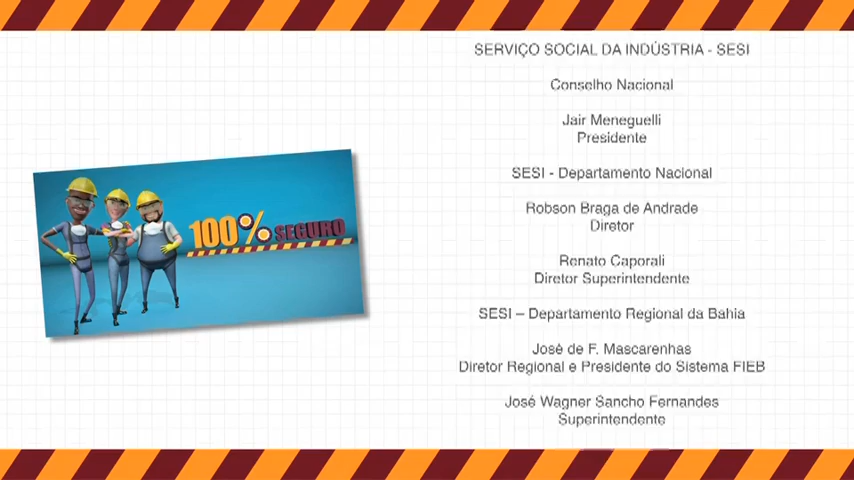 SERVIÇO SOCIAL DA INDÚSTRIA - SESI
Conselho Nacional
Jair Meneguelli
Presidente
SESI - Departamento Nacional
Robson Braga de Andrade
Diretor
Renato Caporali
Diretor Superintendente
SESI – Departamento Regional da Bahia
José de F. Mascarenhas
Diretor Regional e Presidente do Sistema FIEB
José Wagner Sancho Fernandes
Superintendente
100% SEGURO